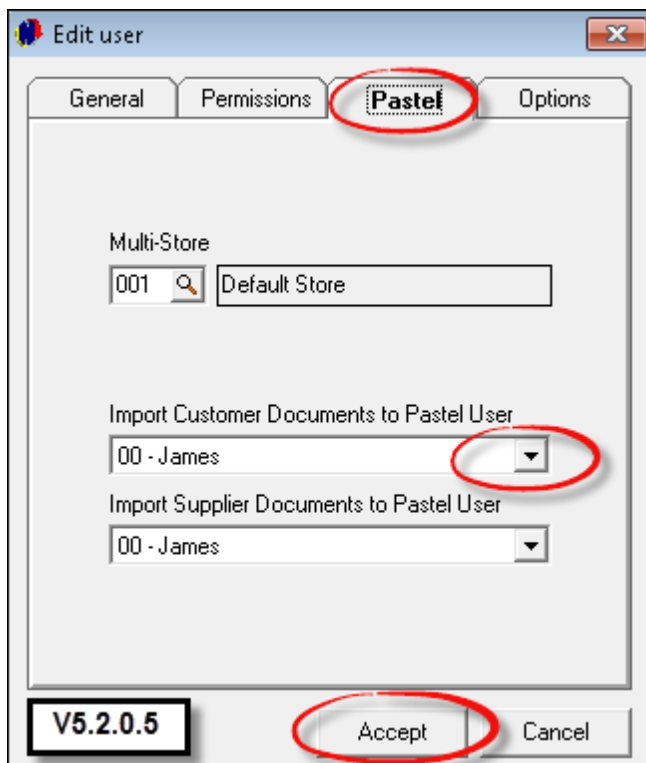 Edit user
General Permissions Pastel Options
Multi-Store
001 Default Store
Import Customer Documents to Pastel User
00 - James
Import Supplier Documents to Pastel User
00 - James
V5.2.0.5 Accept Cancel